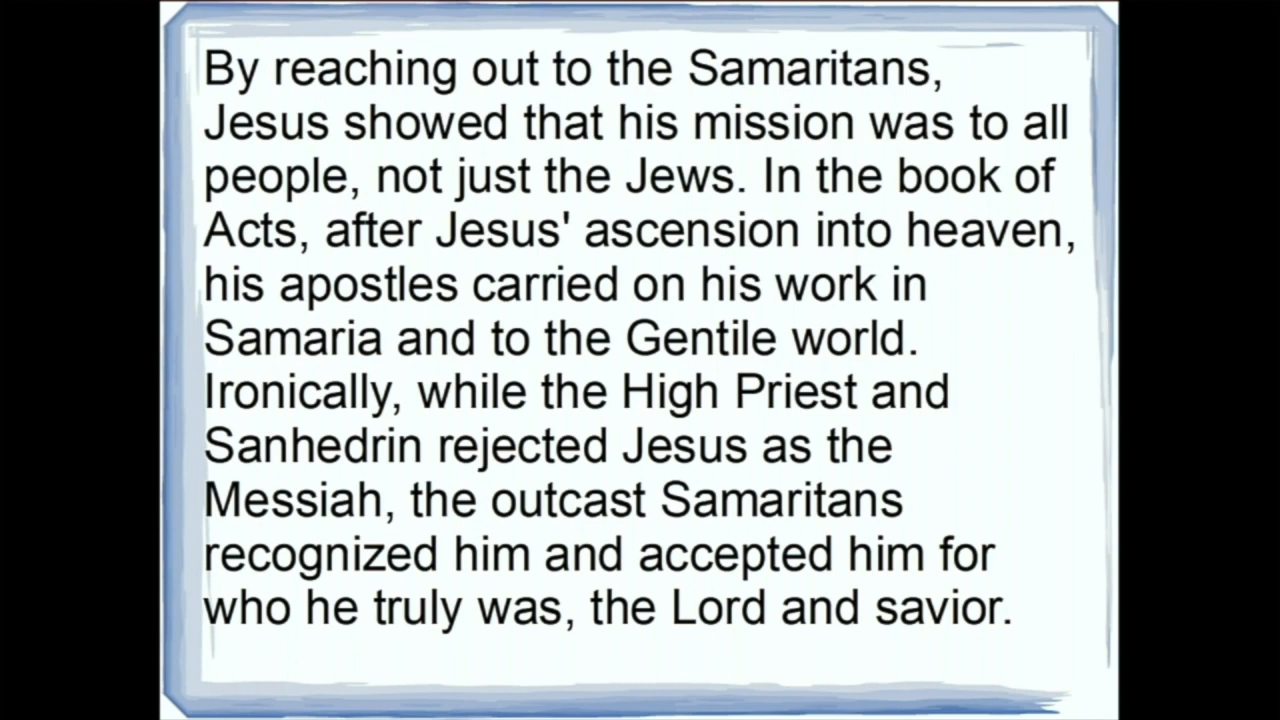 By reaching out to the Samaritans,
Jesus showed that his mission was to all
people, not just the Jews. In the book of
Acts, after Jesus' ascension into heaven,
his apostles carried on his work in
Samaria and to the Gentile world.
Ironically, while the High Priest and
Sanhedrin rejected Jesus as the
Messiah, the outcast Samaritans
recognized him and accepted him for
who he truly was, the Lord and savior.